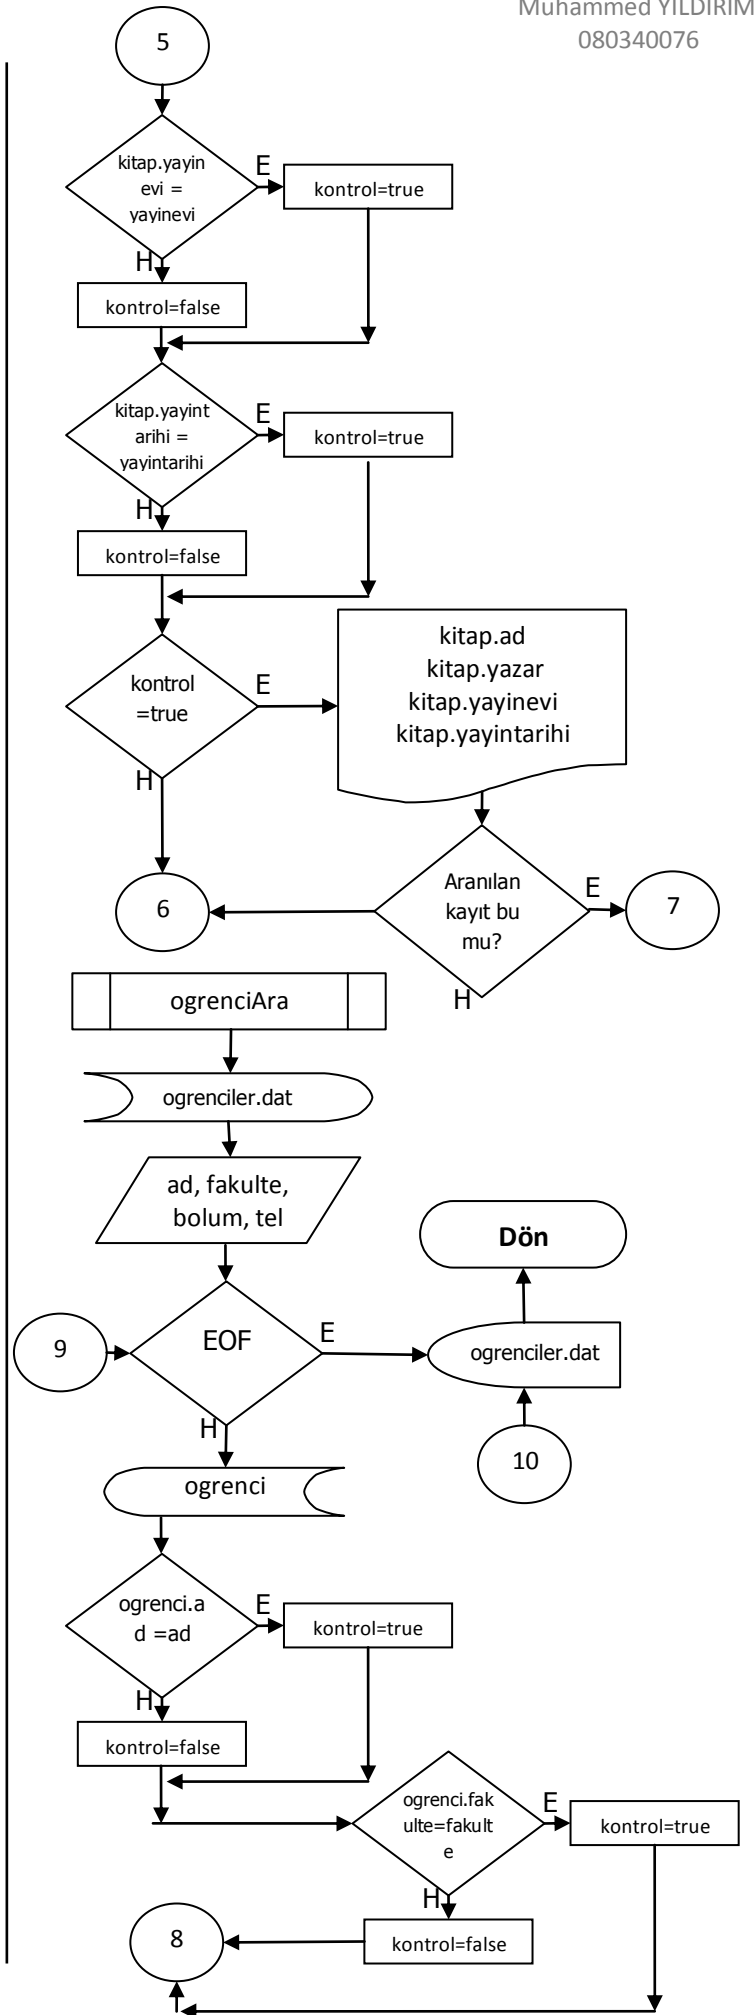 Muhammed YILDIRIM
080340076
5
kitap.yayin
evi =
yayinevi
E
kontrol=true
H
kontrol=false
kitap.yayint
arihi =
yayintarihi
E
kontrol=true
H
kontrol=false
kontrol
=true
E
kitap.ad
kitap.yazar
kitap.yayinevi
kitap.yayintarihi
H
6
Aranılan
kayıt bu
mu?
E
7
H
ogrenciAra
ogrenciler.dat
ad, fakulte,
bolum, tel
Dön
9
EOF
E
ogrenciler.dat
H
10
ogrenci
ogrenci.a
d =ad
E
kontrol=true
H
kontrol=false
ogrenci.fak
ulte=fakult
e
E
kontrol=true
H
kontrol=false
8